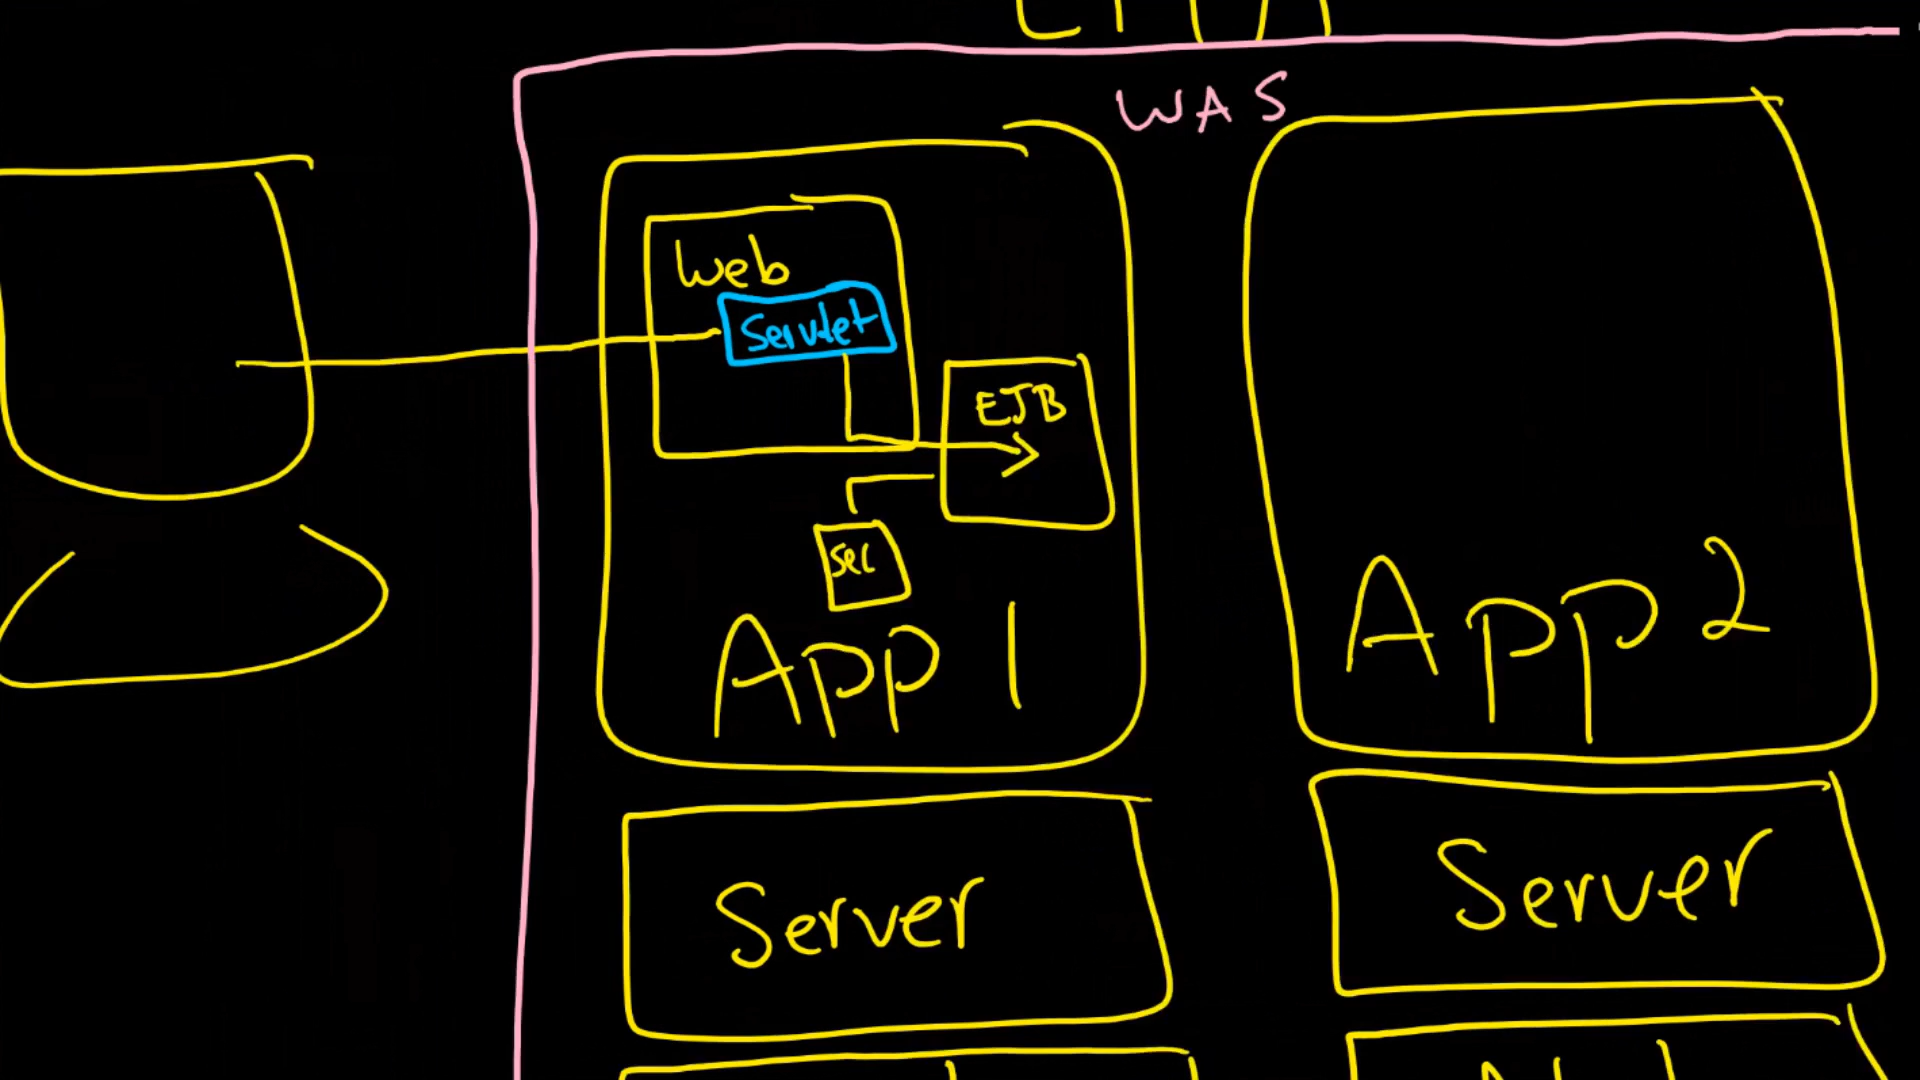 WAS
Web
Servlet
EJB
sec
App 1
App 2
Server
Server